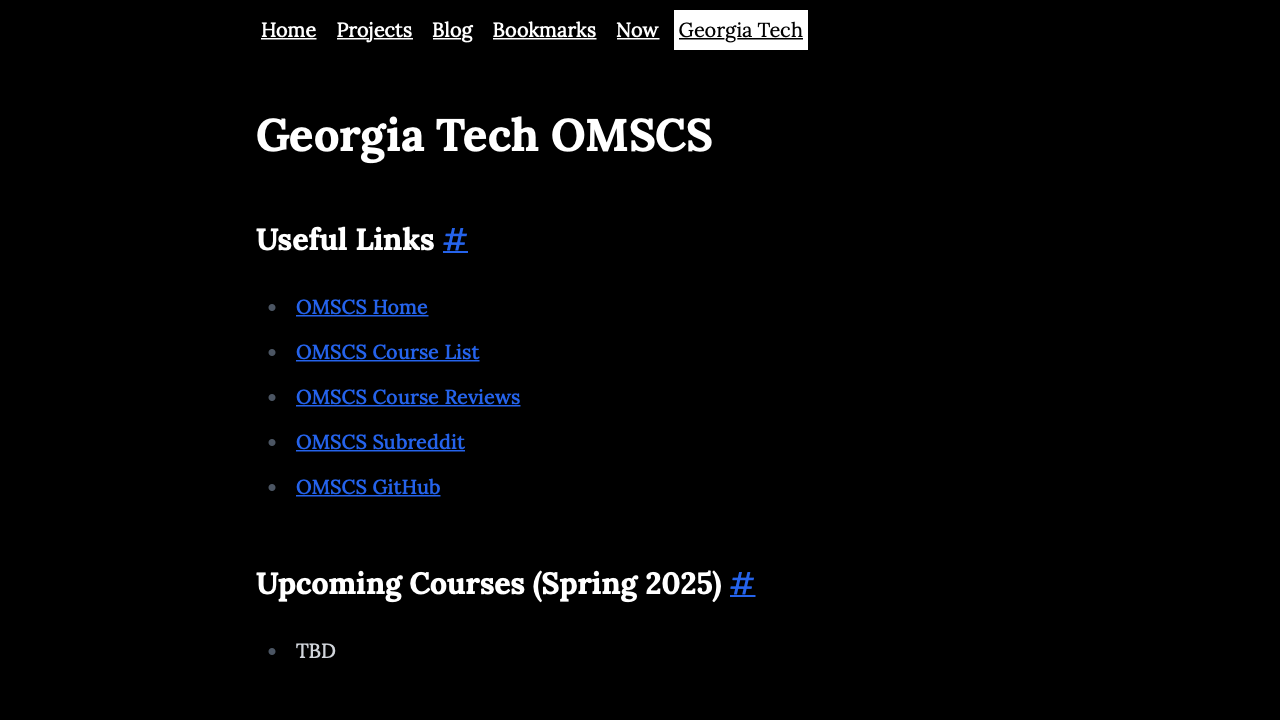 Home Projects Blog Bookmarks Now Georgia Tech
Georgia Tech OMSCS
Useful Links #
OMSCS Home
OMSCS Course List
OMSCS Course Reviews
OMSCS Subreddit
OMSCS GitHub
Upcoming Courses (Spring 2025) #
TBD